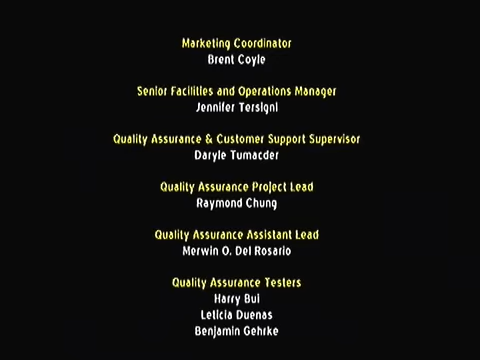 Marketing Coordinator
Brent Coyle
Senior Facilities and Operations Manager
Jennifer Tersigni
Quality Assurance & Customer Support Supervisor
Daryle Tumacder
Quality Assurance Project Lead
Raymond Chung
Quality Assurance Assistant Lead
Merwin O. Del Rosario
Quality Assurance Testers
Harry Bui
Leticia Duenas
Benjamin Gehrke